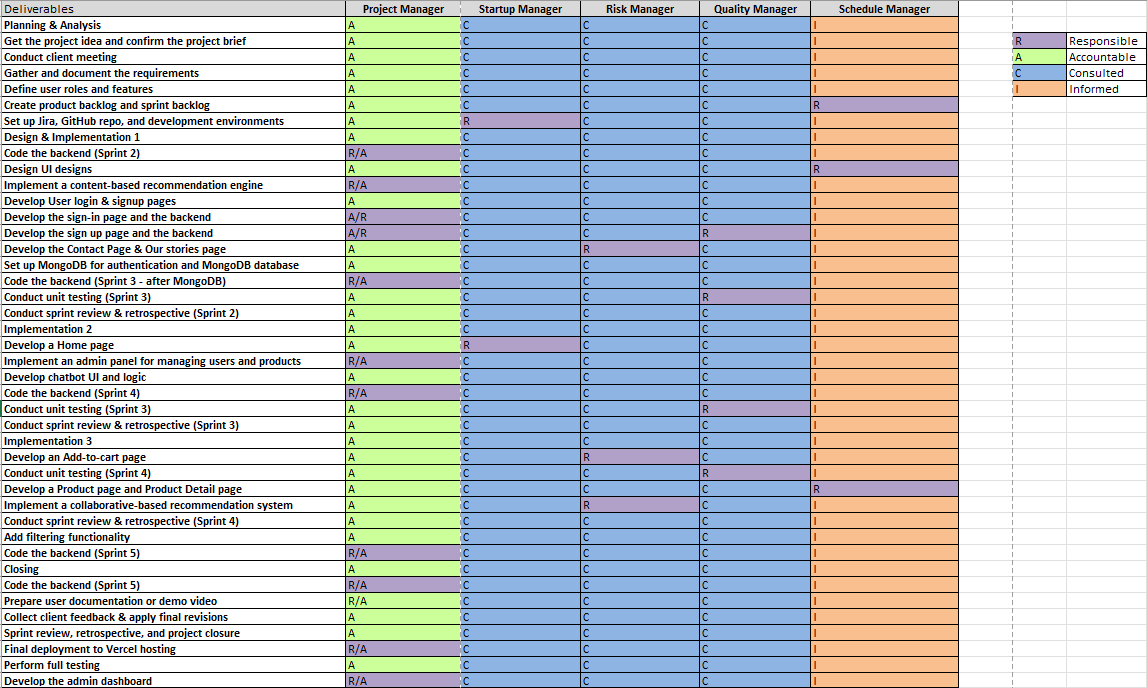 Deliverables Project Manager Startup Manager Risk Manager Quality Manager Schedule Manager
Planning & Analysis A C C C I
Get the project idea and confirm the project brief A C C C I R Responsible
Conduct client meeting A C C C I A Accountable
Gather and document the requirements A C C C I C Consulted
Define user roles and features A C C C I I Informed
Create product backlog and sprint backlog A C C C R
Set up Jira, GitHub repo, and development environments A R C C I
Design & Implementation 1 A C C C I
Code the backend (Sprint 2) R/A C C C I
Design UI designs A C C C R
Implement a content-based recommendation engine R/A C C C I
Develop User login & signup pages A C C C I
Develop the sign-in page and the backend A/R C C C I
Develop the sign up page and the backend A/R C C R I
Develop the Contact Page & Our stories page A C R C I
Set up MongoDB for authentication and MongoDB database A C C C I
Code the backend (Sprint 3 - after MongoDB) R/A C C C I
Conduct unit testing (Sprint 3) A C C R I
Conduct sprint review & retrospective (Sprint 2) A C C C I
Implementation 2 A C C C I
Develop a Home page A R C C I
Implement an admin panel for managing users and products R/A C C C I
Develop chatbot UI and logic A C C C I
Code the backend (Sprint 4) R/A C C C I
Conduct unit testing (Sprint 3) A C C R I
Conduct sprint review & retrospective (Sprint 3) A C C C I
Implementation 3 A C C C I
Develop an Add-to-cart page A C R C I
Conduct unit testing (Sprint 4) A C C R I
Develop a Product page and Product Detail page A C C C R
Implement a collaborative-based recommendation system A C R C I
Conduct sprint review & retrospective (Sprint 4) A C C C I
Add filtering functionality A C C C I
Code the backend (Sprint 5) R/A C C C I
Closing A C C C I
Code the backend (Sprint 5) R/A C C C I
Prepare user documentation or demo video R/A C C C I
Collect client feedback & apply final revisions A C C C I
Sprint review, retrospective, and project closure A C C C I
Final deployment to Vercel hosting R/A C C C I
Perform full testing A C C C I
Develop the admin dashboard R/A C C C I